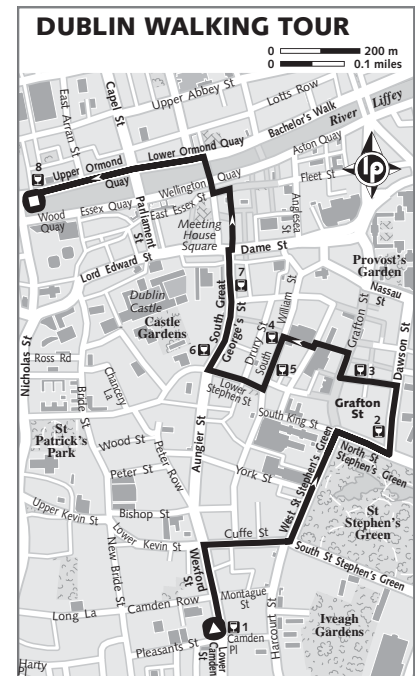 DUBLIN WALKING TOUR
0 200 m
0 0.1 miles
East Arran St
Capel St
Upper Abbey St
Lotts Row
Bachelor's Walk
River Liffey
Aston Quay
Fleet St
8
Upper Ormond Quay
Lower Ormond Quay
Wellington Quay
Wood Quay
Essex Quay
East Essex St
Parliament St
Meeting House Square
Anglesea St
Dame St
Provost's Garden
Lord Edward St
Nassau St
7
Dublin Castle
Castle Gardens
South Great George's St
Drury St
South William St
Grafton St
Dawson St
4
3
6
5
Nicholas St
Ross Rd
Chancery La
Bride St
Lower Stephen St
Grafton St
2
South King St
North St Stephen's Green
St Patrick's Park
Wood St
Peter St
Peter Row
Aungier St
York St
West St Stephen's Green
St Stephen's Green
Upper Kevin St
Bishop St
Lower Kevin St
New Bride St
Cuffe St
South St Stephen's Green
Wexford St
Long La
Camden Row
Montague St
Harcourt St
Iveagh Gardens
1
Camden Pl
Pleasants St
Lower Camden St
Harty Pl
lp